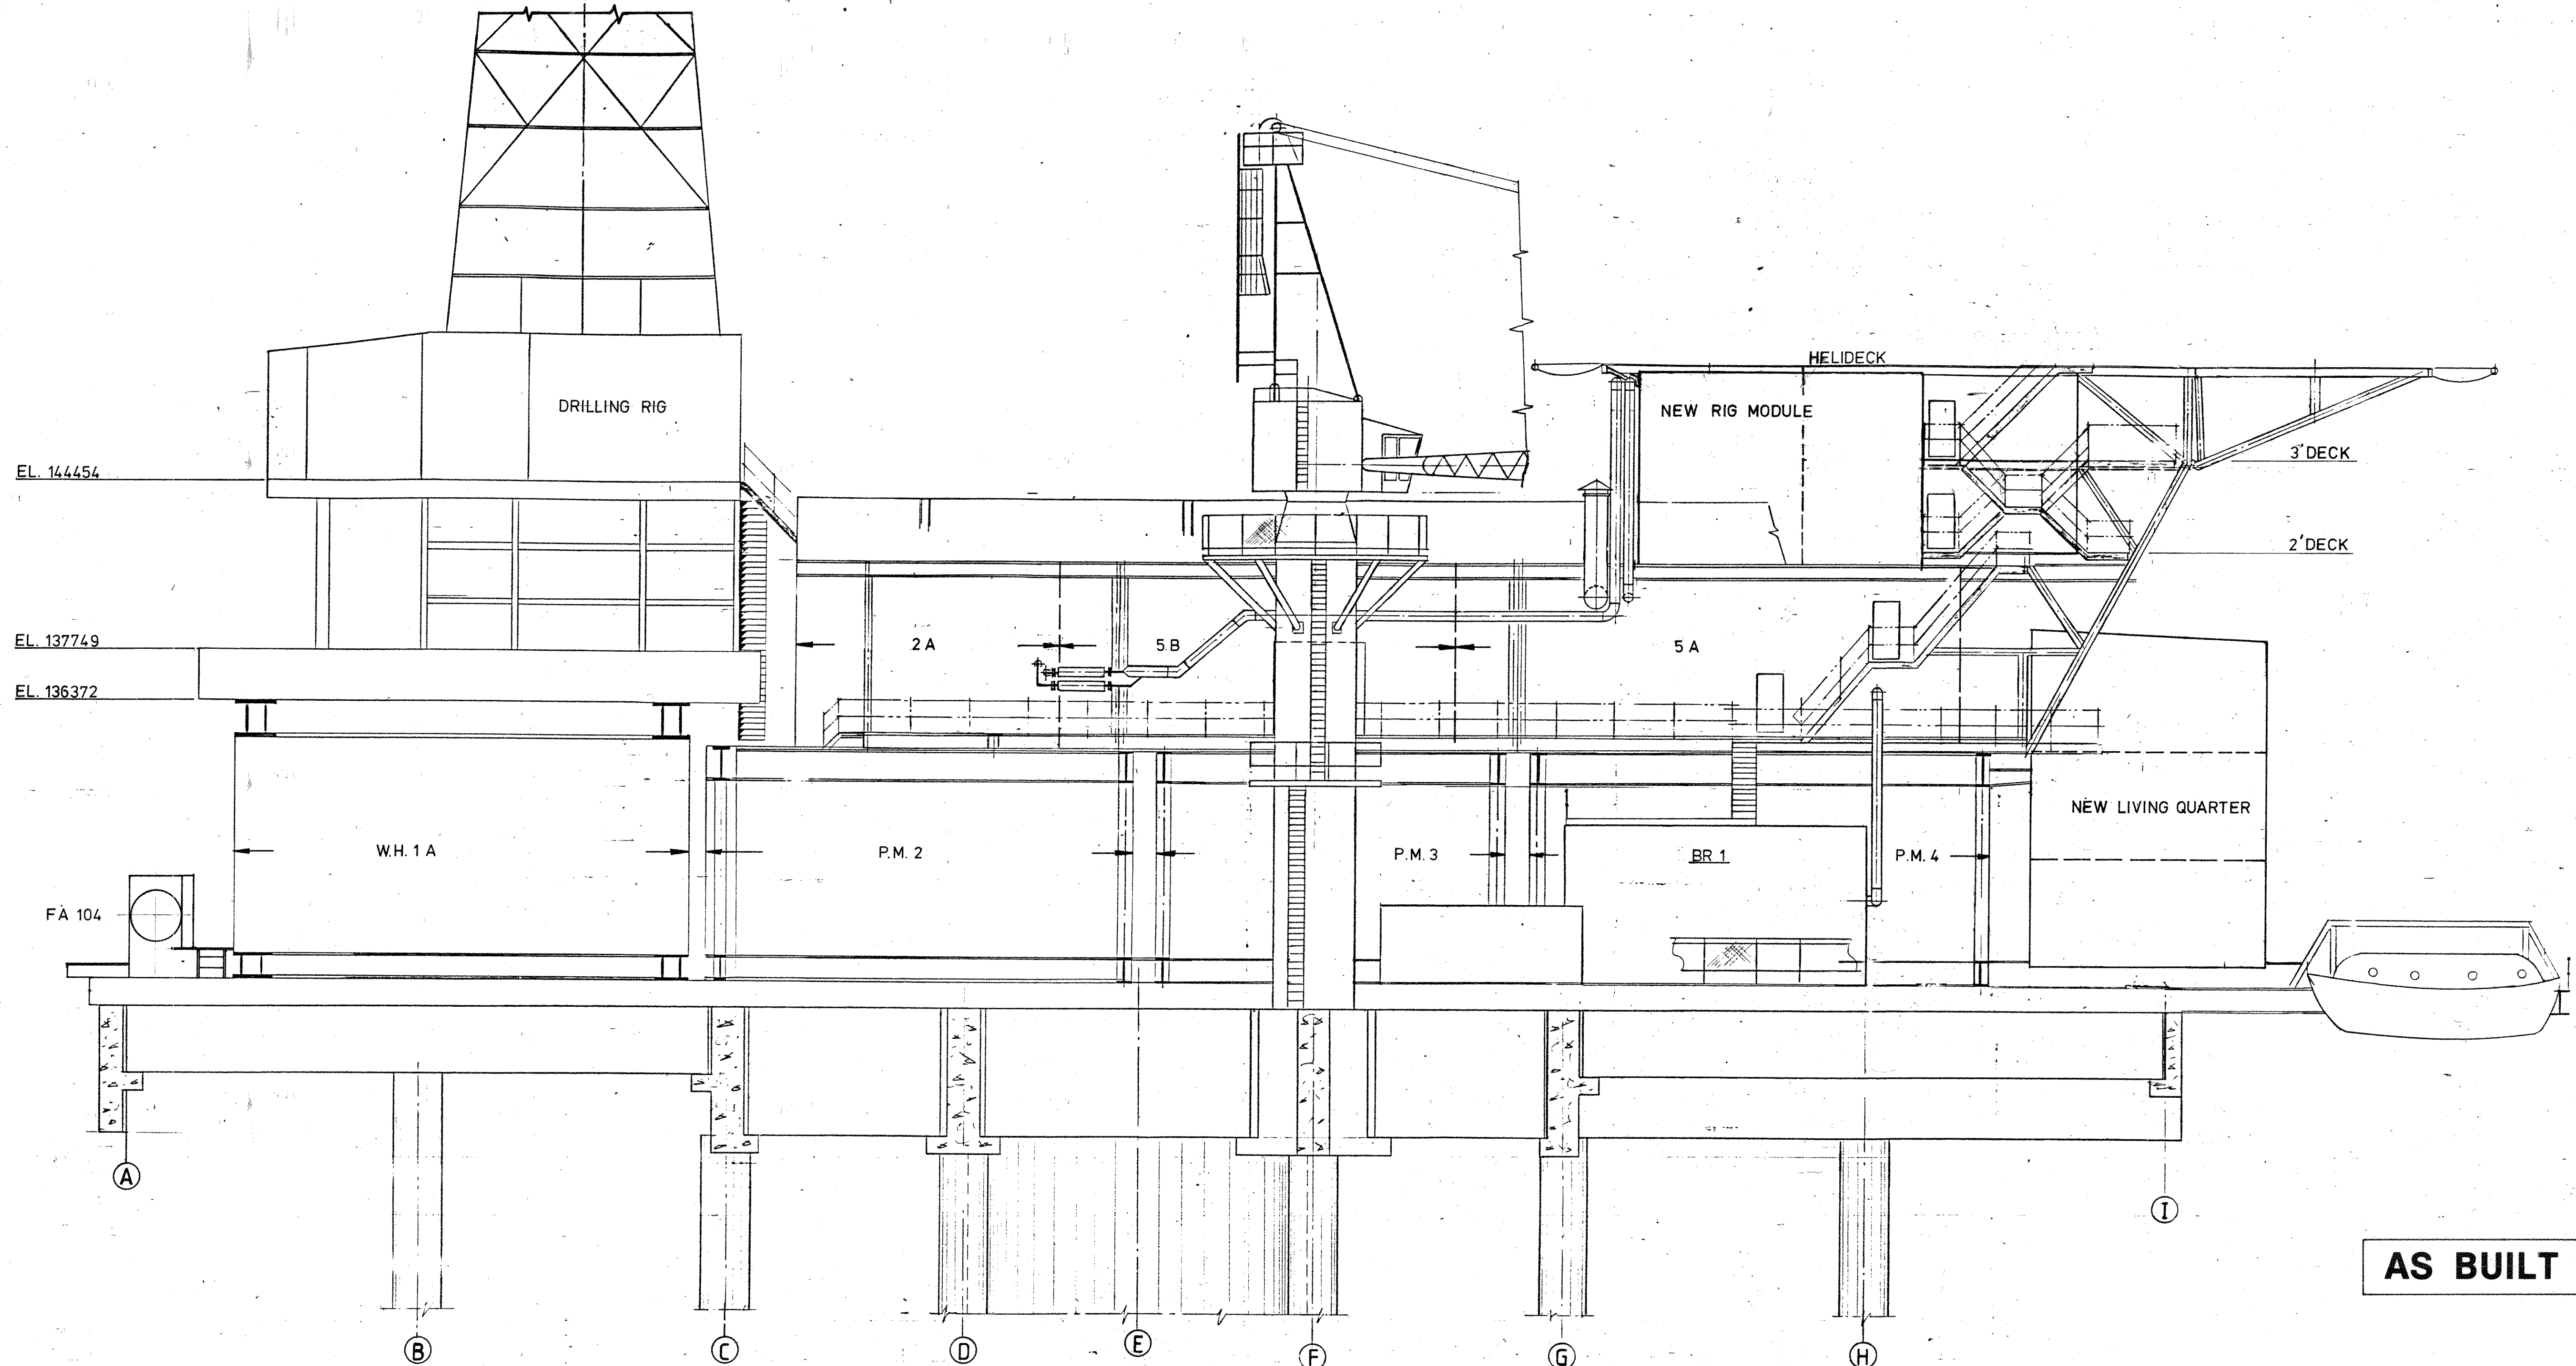 HELIDECK
DRILLING RIG
NEW RIG MODULE
3' DECK
EL. 144454
2' DECK
EL. 137749
2 A
5 B
5 A
EL. 136372
NEW LIVING QUARTER
W.H. 1 A
P.M. 2
P.M. 3
BR 1
P.M. 4
FA 104
A
I
AS BUILT
B
C
D
E
F
G
H